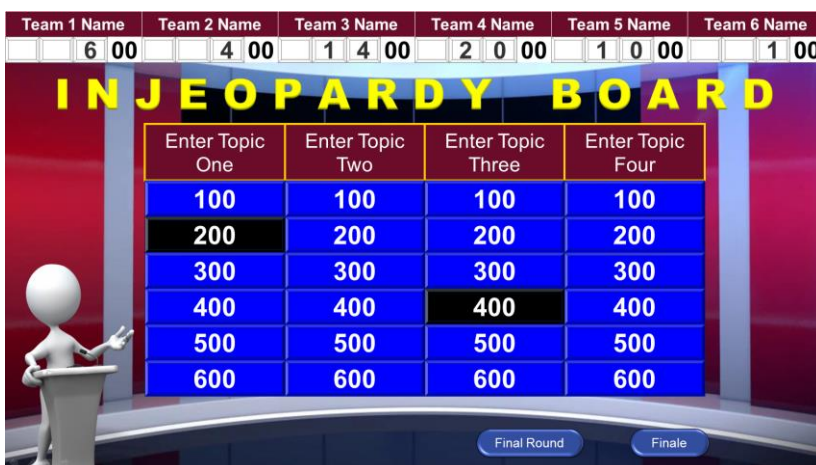 Team 1 Name Team 2 Name Team 3 Name Team 4 Name Team 5 Name Team 6 Name
6 00 4 00 1 4 00 2 0 00 1 0 00 1 00
INJEOPARDY BOARD
Enter Topic One Enter Topic Two Enter Topic Three Enter Topic Four
100 100 100 100
200 200 200 200
300 300 300 300
400 400 400 400
500 500 500 500
600 600 600 600
Final Round Finale